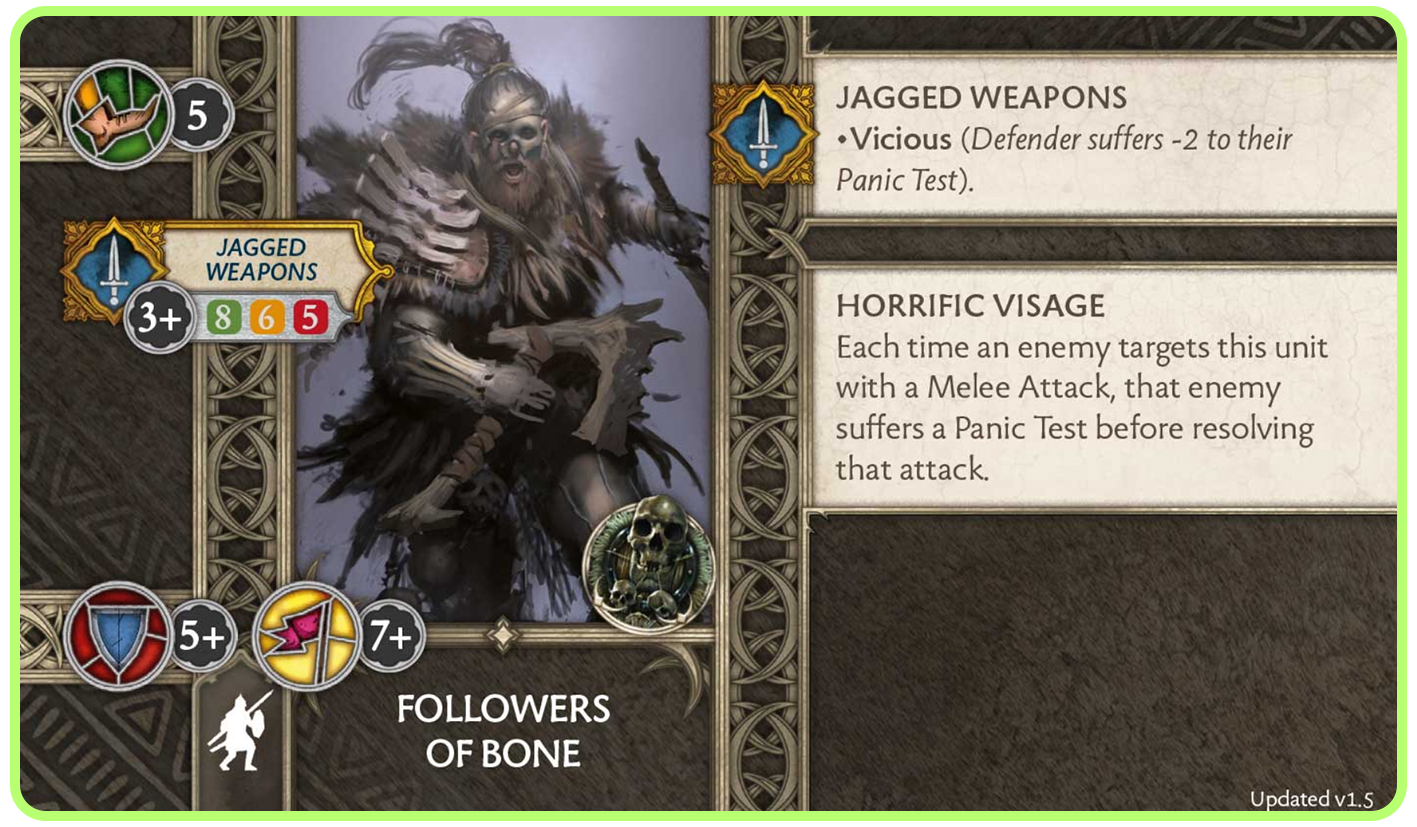 5
JAGGED
WEAPONS
3+ 8 6 5
5+ 7+
FOLLOWERS
OF BONE
JAGGED WEAPONS
•Vicious (Defender suffers -2 to their
Panic Test).
HORRIFIC VISAGE
Each time an enemy targets this unit
with a Melee Attack, that enemy
suffers a Panic Test before resolving
that attack.
Updated v1.5